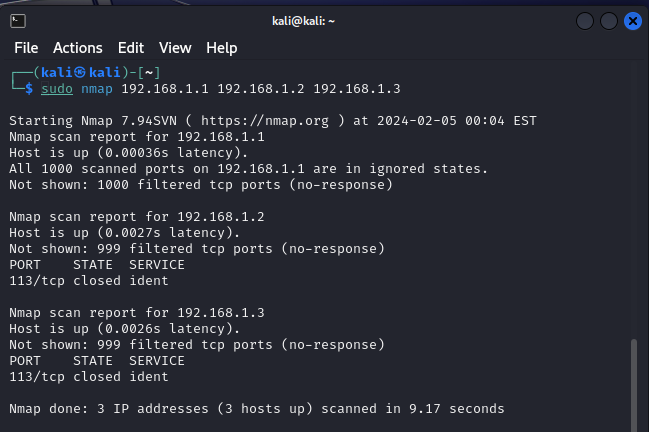 kali@kali: ~
File Actions Edit View Help
┌──(kali㉿kali)-[~]
└─$ sudo nmap 192.168.1.1 192.168.1.2 192.168.1.3
Starting Nmap 7.94SVN ( https://nmap.org ) at 2024-02-05 00:04 EST
Nmap scan report for 192.168.1.1
Host is up (0.00036s latency).
All 1000 scanned ports on 192.168.1.1 are in ignored states.
Not shown: 1000 filtered tcp ports (no-response)
Nmap scan report for 192.168.1.2
Host is up (0.0027s latency).
Not shown: 999 filtered tcp ports (no-response)
PORT    STATE  SERVICE
113/tcp closed ident
Nmap scan report for 192.168.1.3
Host is up (0.0026s latency).
Not shown: 999 filtered tcp ports (no-response)
PORT    STATE  SERVICE
113/tcp closed ident
Nmap done: 3 IP addresses (3 hosts up) scanned in 9.17 seconds